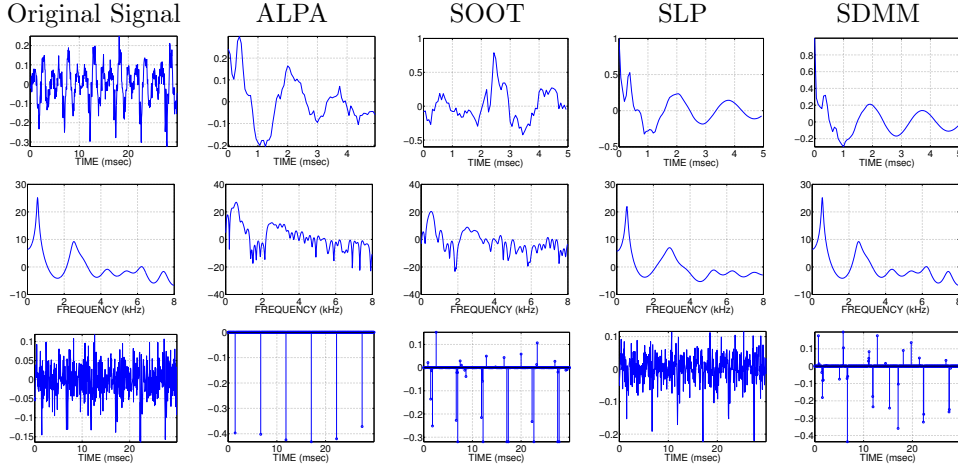 Original Signal ALPA SOOT SLP SDMM
0.2 0.1 0 -0.1 -0.2 -0.3
0 10 20
TIME (msec)
0.25 0.2 0.15 0.1 0.05 0 -0.05 -0.1 -0.15 -0.2
0 1 2 3 4
TIME (msec)
1 0.5 0 -0.5
0 1 2 3 4 5
TIME (msec)
0.5 0 -0.5
0 1 2 3 4 5
TIME (msec)
0.8 0.6 0.4 0.2 0 -0.2
0 1 2 3 4 5
TIME (msec)
30 20 10 0 -10
0 2 4 6 8
FREQUENCY (kHz)
40 20 0 -20 -40
0 2 4 6 8
FREQUENCY (kHz)
40 20 0 -20 -40
0 2 4 6 8
FREQUENCY (kHz)
30 20 10 0 -10
0 2 4 6 8
FREQUENCY (kHz)
30 20 10 0 -10
0 2 4 6 8
FREQUENCY (kHz)
0.1 0.05 0 -0.05 -0.1 -0.15
0 10 20
TIME (msec)
0 -0.1 -0.2 -0.3 -0.4
0 10 20
TIME (msec)
0.1 0 -0.1 -0.2 -0.3
0 10 20
TIME (msec)
0.1 0 -0.1 -0.2
0 10 20
TIME (msec)
0.1 0 -0.1 -0.2 -0.3 -0.4
0 10 20
TIME (msec)